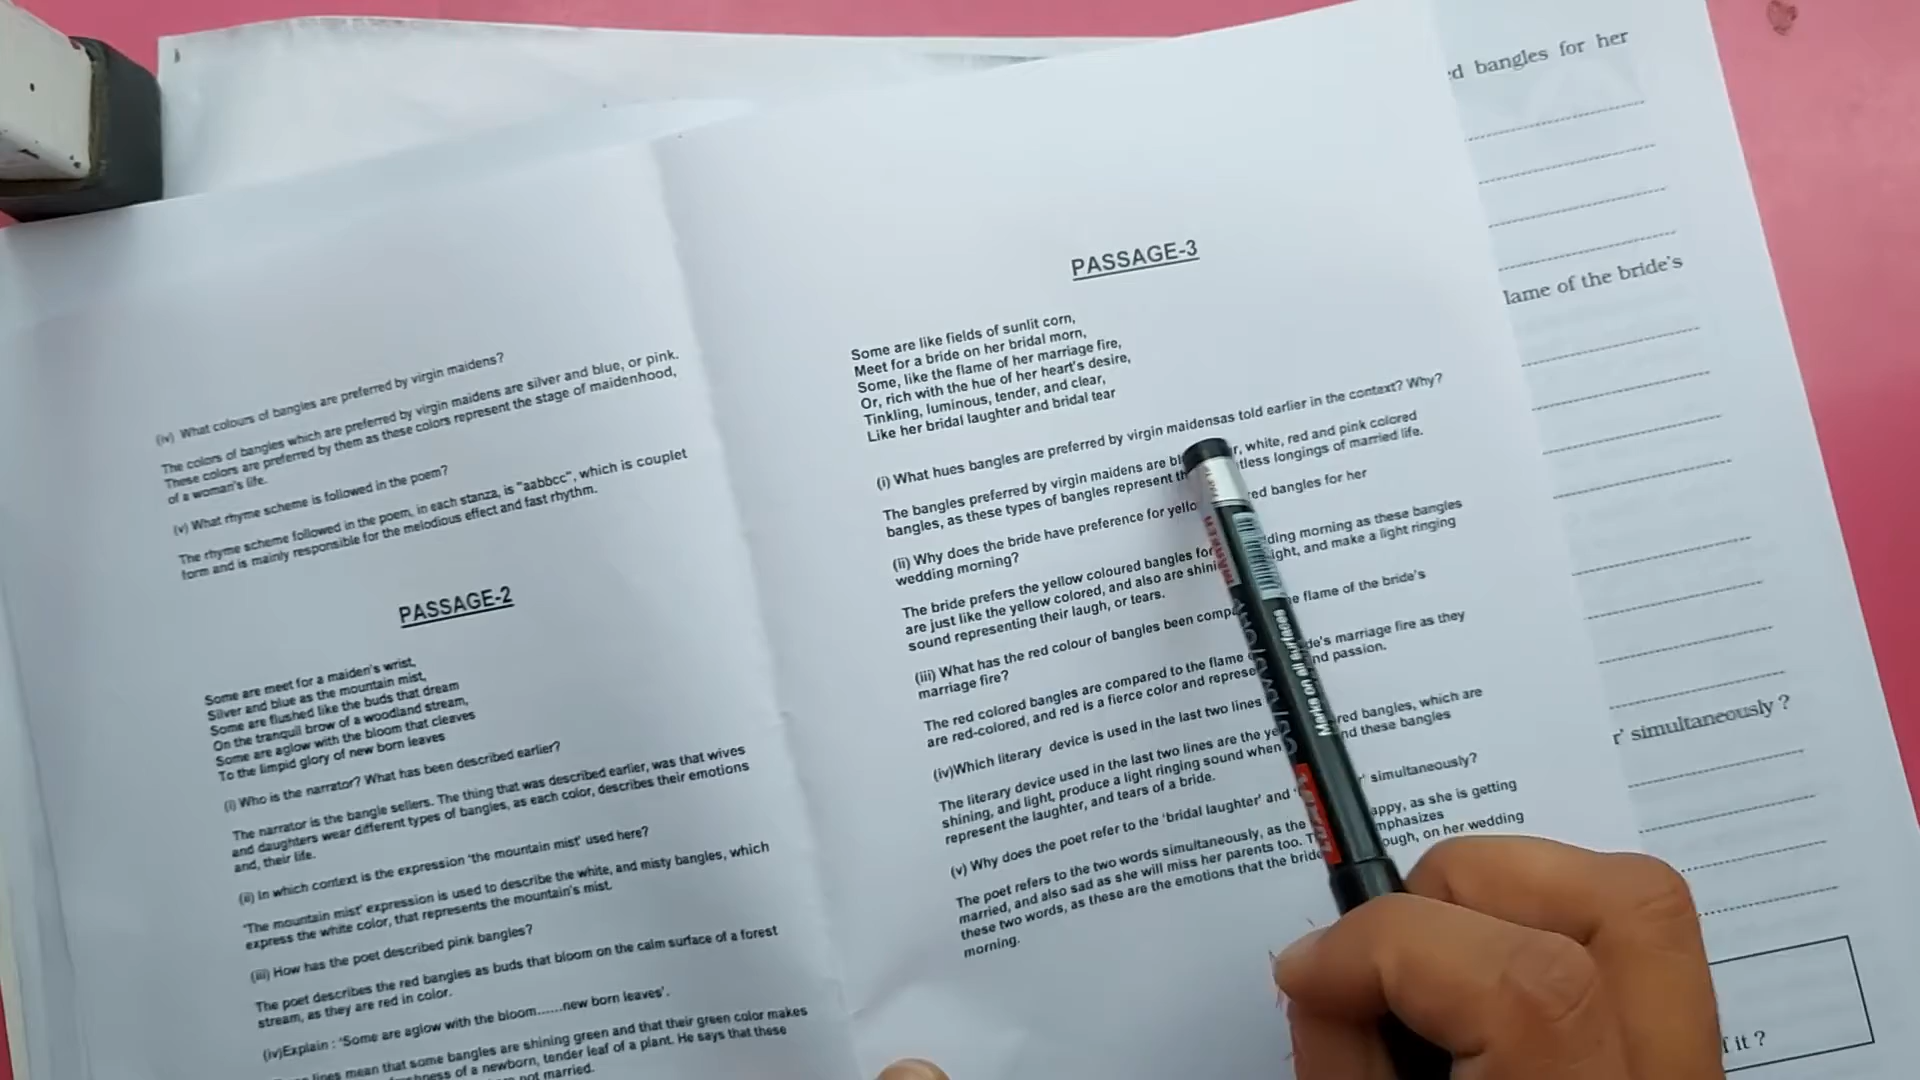 (iv) What colours of bangles are preferred by virgin maidens?
The colors of bangles which are preferred by virgin maidens are silver and blue, or pink.
These colors are preferred by them as these colors represent the stage of maidenhood,
of a woman's life.
(v) What rhyme scheme is followed in the poem?
The rhyme scheme followed in the poem, in each stanza, is "aabbcc", which is couplet
form and is mainly responsible for the melodious effect and fast rhythm.
PASSAGE-2
Some are meet for a maiden's wrist,
Silver and blue as the mountain mist,
Some are flushed like the buds that dream
On the tranquil brow of a woodland stream,
Some are aglow with the bloom that cleaves
To the limpid glory of new born leaves
(i) Who is the narrator? What has been described earlier?
The narrator is the bangle sellers. The thing that was described earlier, was that wives
and daughters wear different types of bangles, as each color, describes their emotions
and, their life.
(ii) In which context is the expression 'the mountain mist' used here?
'The mountain mist' expression is used to describe the white, and misty bangles, which
express the white color, that represents the mountain's mist.
(iii) How has the poet described pink bangles?
The poet describes the red bangles as buds that bloom on the calm surface of a forest
stream, as they are red in color.
(iv)Explain : 'Some are aglow with the bloom......new born leaves'.
lines mean that some bangles are shining green and that their green color makes
of a newborn, tender leaf of a plant. He says that these
not married.
PASSAGE-3
Some are like fields of sunlit corn,
Meet for a bride on her bridal morn,
Some, like the flame of her marriage fire,
Or, rich with the hue of her heart's desire,
Tinkling, luminous, tender, and clear,
Like her bridal laughter and bridal tear
(i) What hues bangles are preferred by virgin maidensas told earlier in the context? Why?
The bangles preferred by virgin maidens are white, red and pink colored
bangles, as these types of bangles represent longings of married life.
(ii) Why does the bride have preference for red bangles for her
wedding morning?
The bride prefers the yellow coloured bangles for morning as these bangles
are just like the yellow colored, and also are and make a light ringing
sound representing their laugh, or tears.
(iii) What has the red colour of bangles been flame of the bride's
marriage fire?
The red colored bangles are compared to the flame marriage fire as they
are red-colored, and red is a fierce color and passion.
(iv)Which literary device is used in the last two lines
The literary device used in the last two lines are the red bangles, which are
shining, and light, produce a light ringing sound when these bangles
represent the laughter, and tears of a bride.
(v) Why does the poet refer to the 'bridal laughter' and simultaneously?
The poet refers to the two words simultaneously, as the as she is getting
married, and also sad as she will miss her parents too.
these two words, as these are the emotions that the on her wedding
morning.
bangles for her
of the bride's
simultaneously ?
it ?
MARKER
Marks on all surfaces